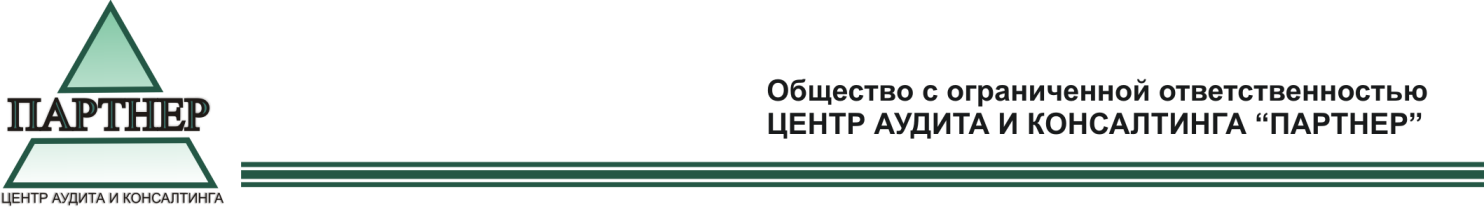 ПАРТНЕР
ЦЕНТР АУДИТА И КОНСАЛТИНГА
Общество с ограниченной ответственностью
ЦЕНТР АУДИТА И КОНСАЛТИНГА “ПАРТНЕР”